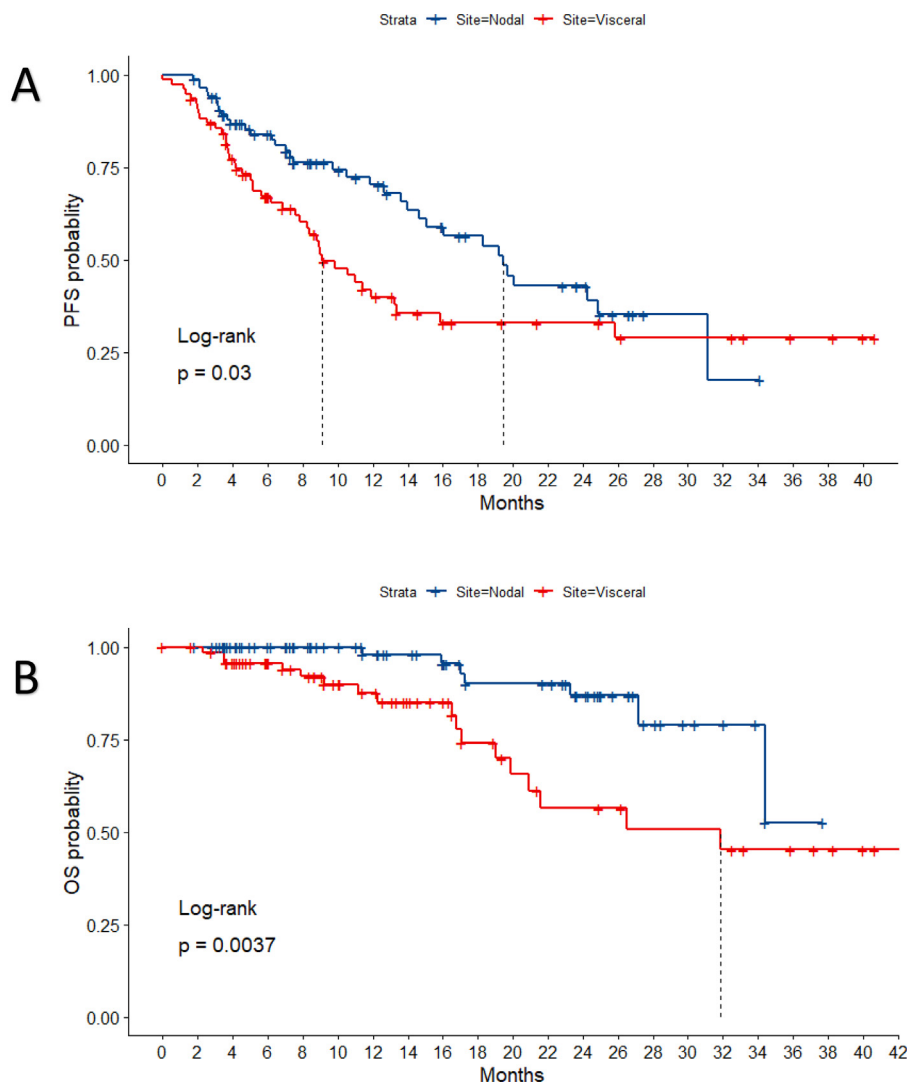 Strata Site=Nodal Site=Visceral
A
1.00
0.75
0.50
0.25
0.00
PFS probablity
Log-rank
p = 0.03
0 2 4 6 8 10 12 14 16 18 20 22 24 26 28 30 32 34 36 38 40
Months
Strata Site=Nodal Site=Visceral
B
1.00
0.75
0.50
0.25
0.00
OS probablity
Log-rank
p = 0.0037
0 2 4 6 8 10 12 14 16 18 20 22 24 26 28 30 32 34 36 38 40 42
Months